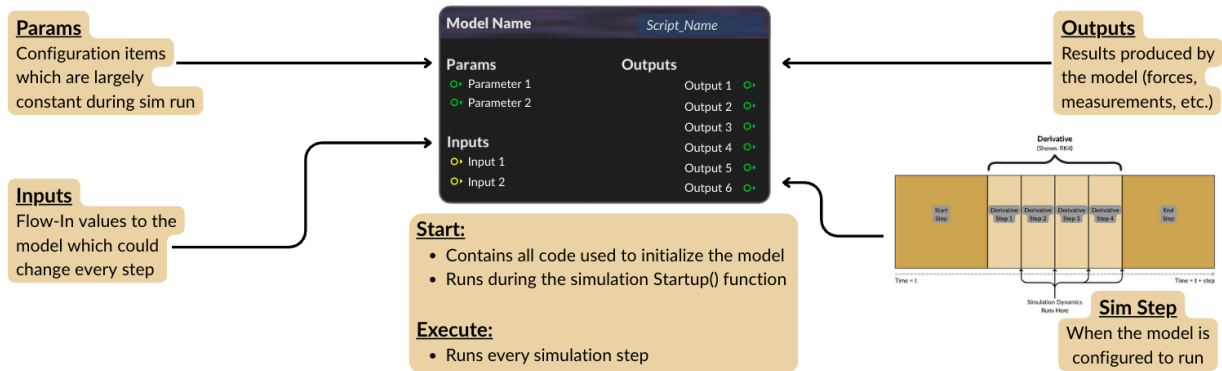 Params
Configuration items
which are largely
constant during sim run
Inputs
Flow-In values to the
model which could
change every step
Model Name
Script_Name
Params
Parameter 1
Parameter 2
Inputs
Input 1
Input 2
Outputs
Output 1
Output 2
Output 3
Output 4
Output 5
Output 6
Start:
• Contains all code used to initialize the model
• Runs during the simulation Startup() function
Execute:
• Runs every simulation step
Outputs
Results produced by
the model (forces,
measurements, etc.)
Derivative
(Shown: RK4)
Start
Step
Derivative
Step 1
Derivative
Step 2
Derivative
Step 3
Derivative
Step 4
End
Step
Time = t
Time = t + step
Simulation Dynamics
Runs Here
Sim Step
When the model is
configured to run